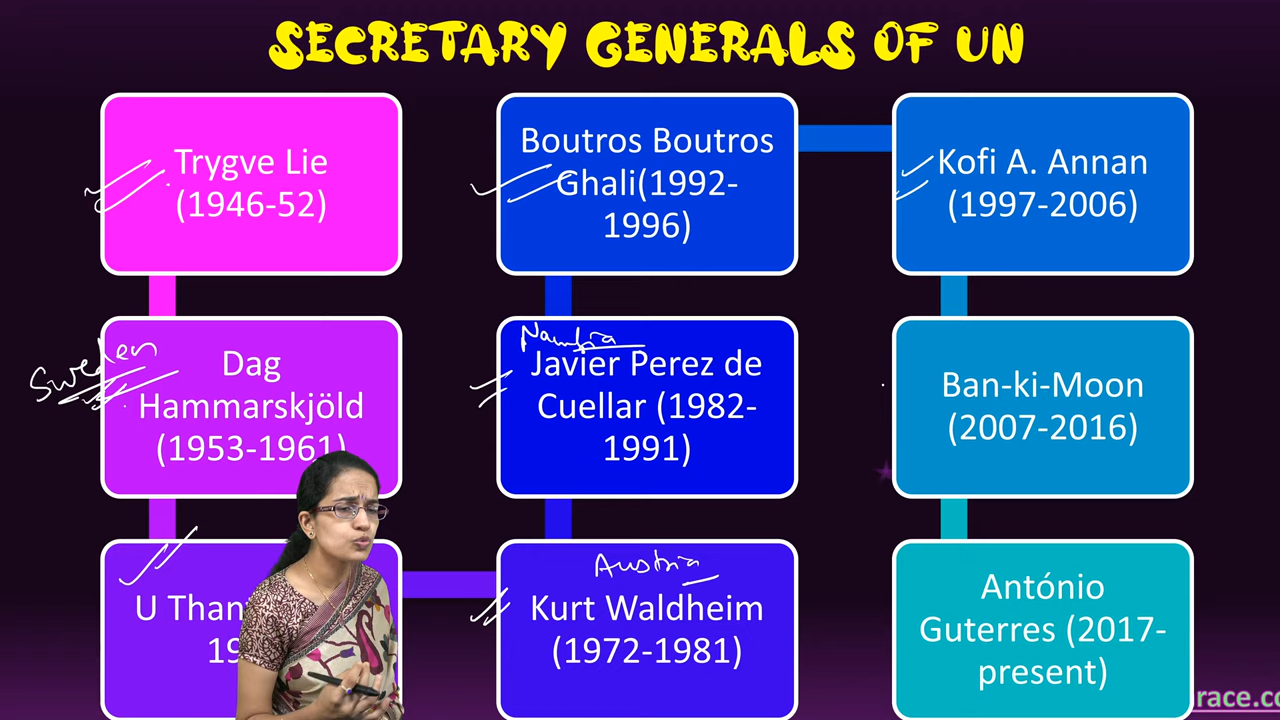 SECRETARY GENERALS OF UN
Trygve Lie
(1946-52)
Sweden
Dag
Hammarskjöld
(1953-1961)
U Than
19
Austria
Kurt Waldheim
(1972-1981)
Namibia
Javier Perez de
Cuellar (1982-
1991)
Boutros Boutros
Ghali(1992-
1996)
Kofi A. Annan
(1997-2006)
Ban-ki-Moon
(2007-2016)
António
Guterres (2017-
present)
race.co